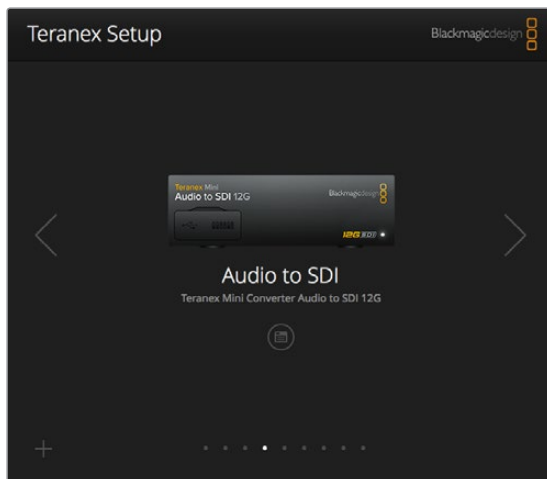 Teranex Setup
Blackmagicdesign
Teranex Mini
Audio to SDI 12G
Blackmagicdesign
12G SDI
Audio to SDI
Teranex Mini Converter Audio to SDI 12G